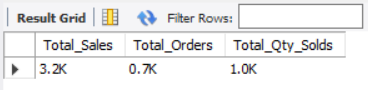 Result Grid Filter Rows:
Total_Sales Total_Orders Total_Qty_Solds
3.2K 0.7K 1.0K